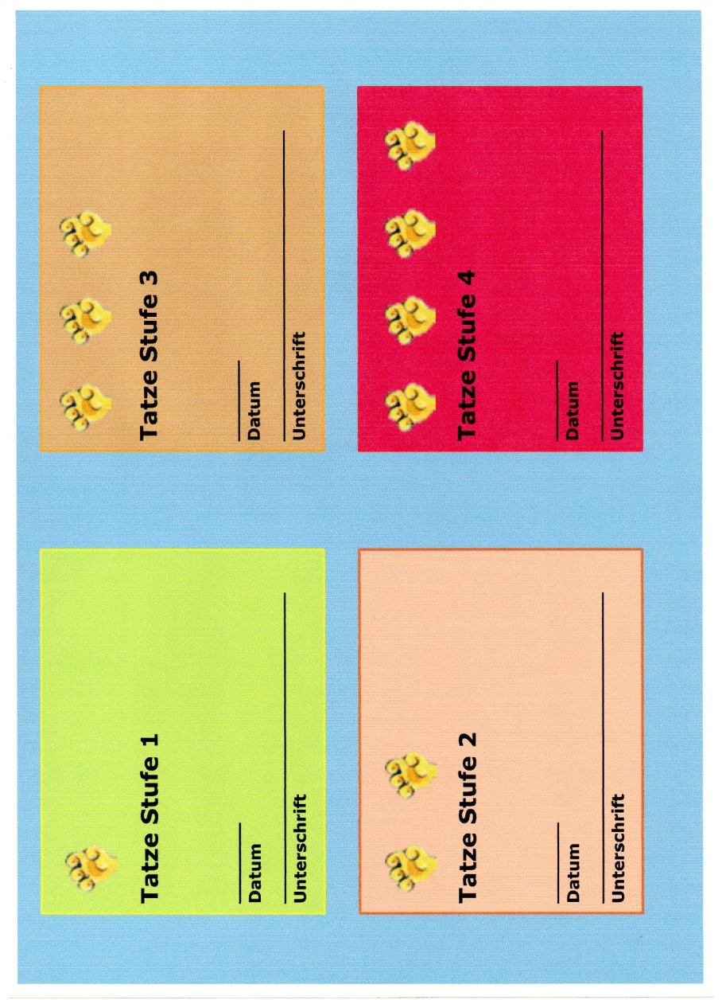 Tatze Stufe 1
Datum
Unterschrift
Tatze Stufe 3
Datum
Unterschrift
Tatze Stufe 2
Datum
Unterschrift
Tatze Stufe 4
Datum
Unterschrift